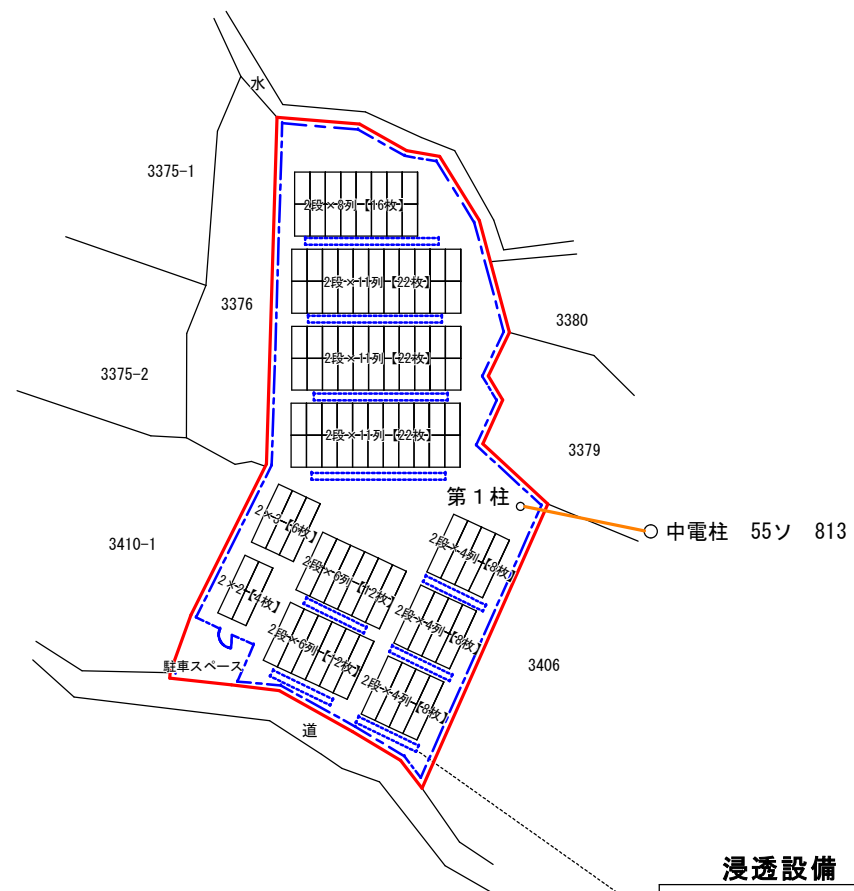 水
3375-1
2段×8列【16枚】
2段×11列【22枚】
3376
3380
2段×11列【22枚】
3375-2
2段×11列【22枚】
3379
第1柱
2×3【6枚】
中電柱 55ソ 813
3410-1
2段×4列【8枚】
2段×6列【12枚】
2×2【4枚】
2段×4列【8枚】
2段×6列【12枚】
駐車スペース
3406
2段×4列【8枚】
道
浸透設備